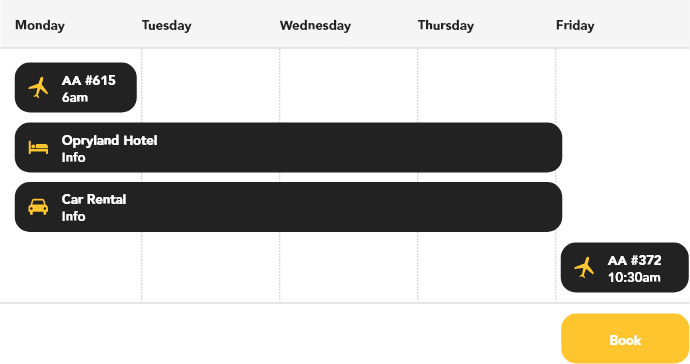 Monday Tuesday Wednesday Thursday Friday
AA #615
6am
Opryland Hotel
Info
Car Rental
Info
AA #372
10:30am
Book